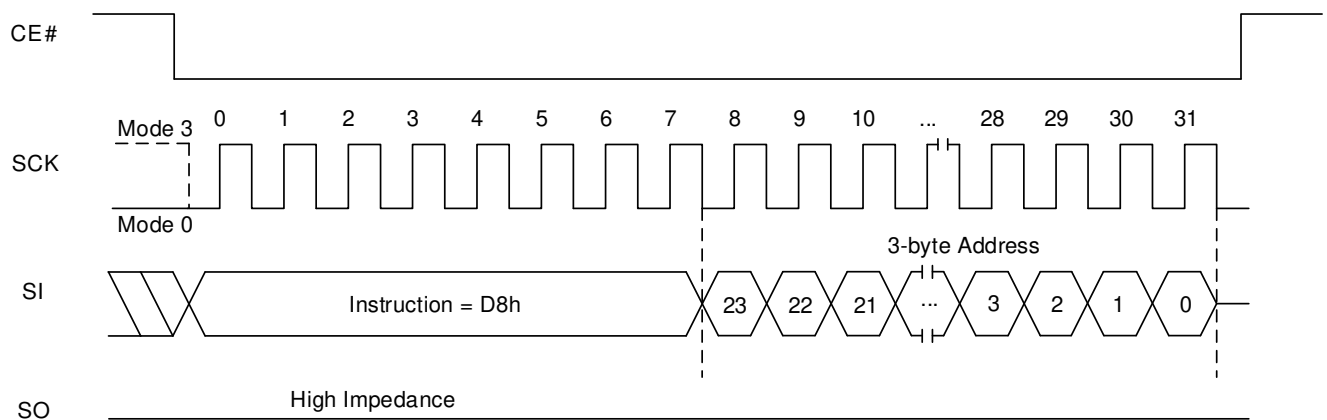 CE#
Mode 3 0 1 2 3 4 5 6 7 8 9 10 ... 28 29 30 31
SCK
Mode 0
3-byte Address
SI Instruction = D8h 23 22 21 ... 3 2 1 0
High Impedance
SO